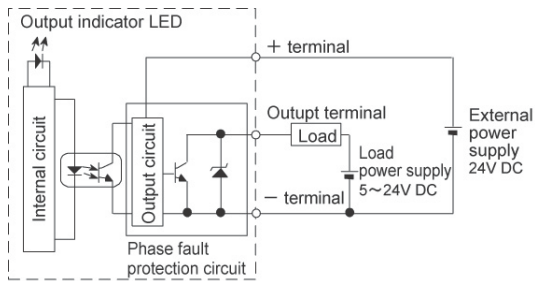 Output indicator LED
+ terminal
Outupt terminal
Load
External
power
supply
24V DC
Load
power supply
5～24V DC
− terminal
Internal circuit
Output circuit
Phase fault
protection circuit